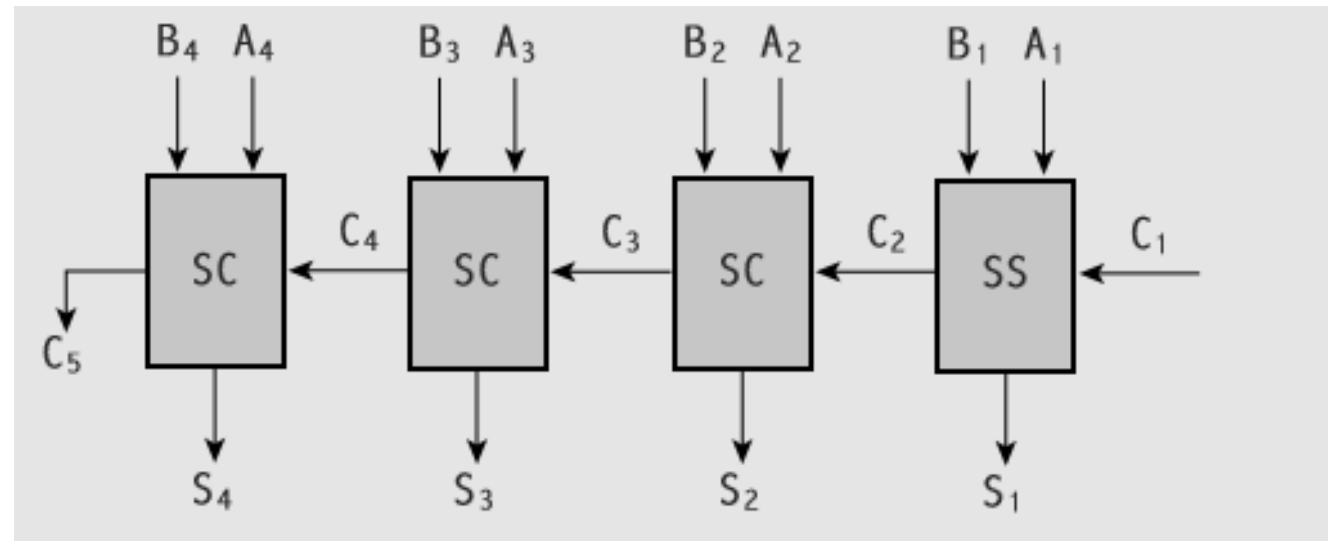 B₄ A₄ B₃ A₃ B₂ A₂ B₁ A₁
C₄ C₃ C₂ C₁
SC SC SC SS
C₅
S₄ S₃ S₂ S₁